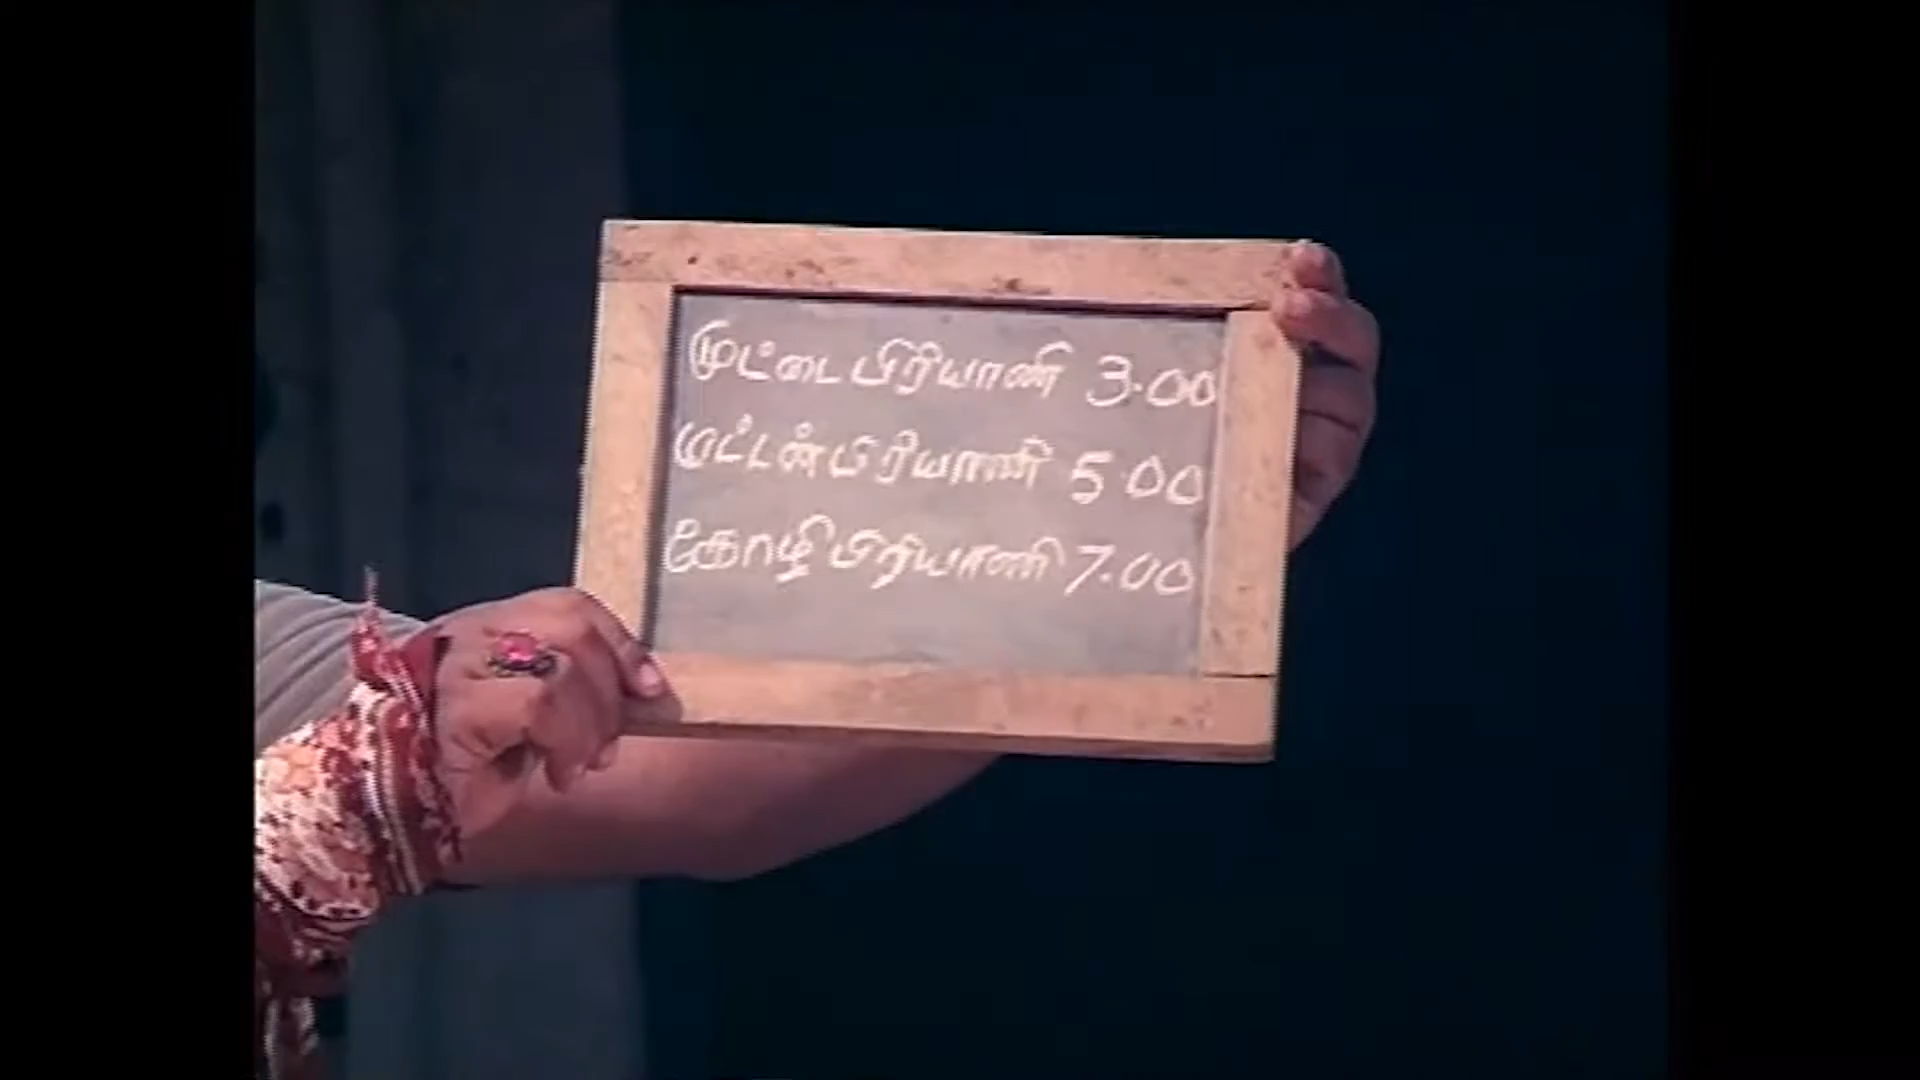 முட்டை பிரியாணி 3.00
மட்டன் பிரியாணி 5.00
கோழி பிரியாணி 7.00